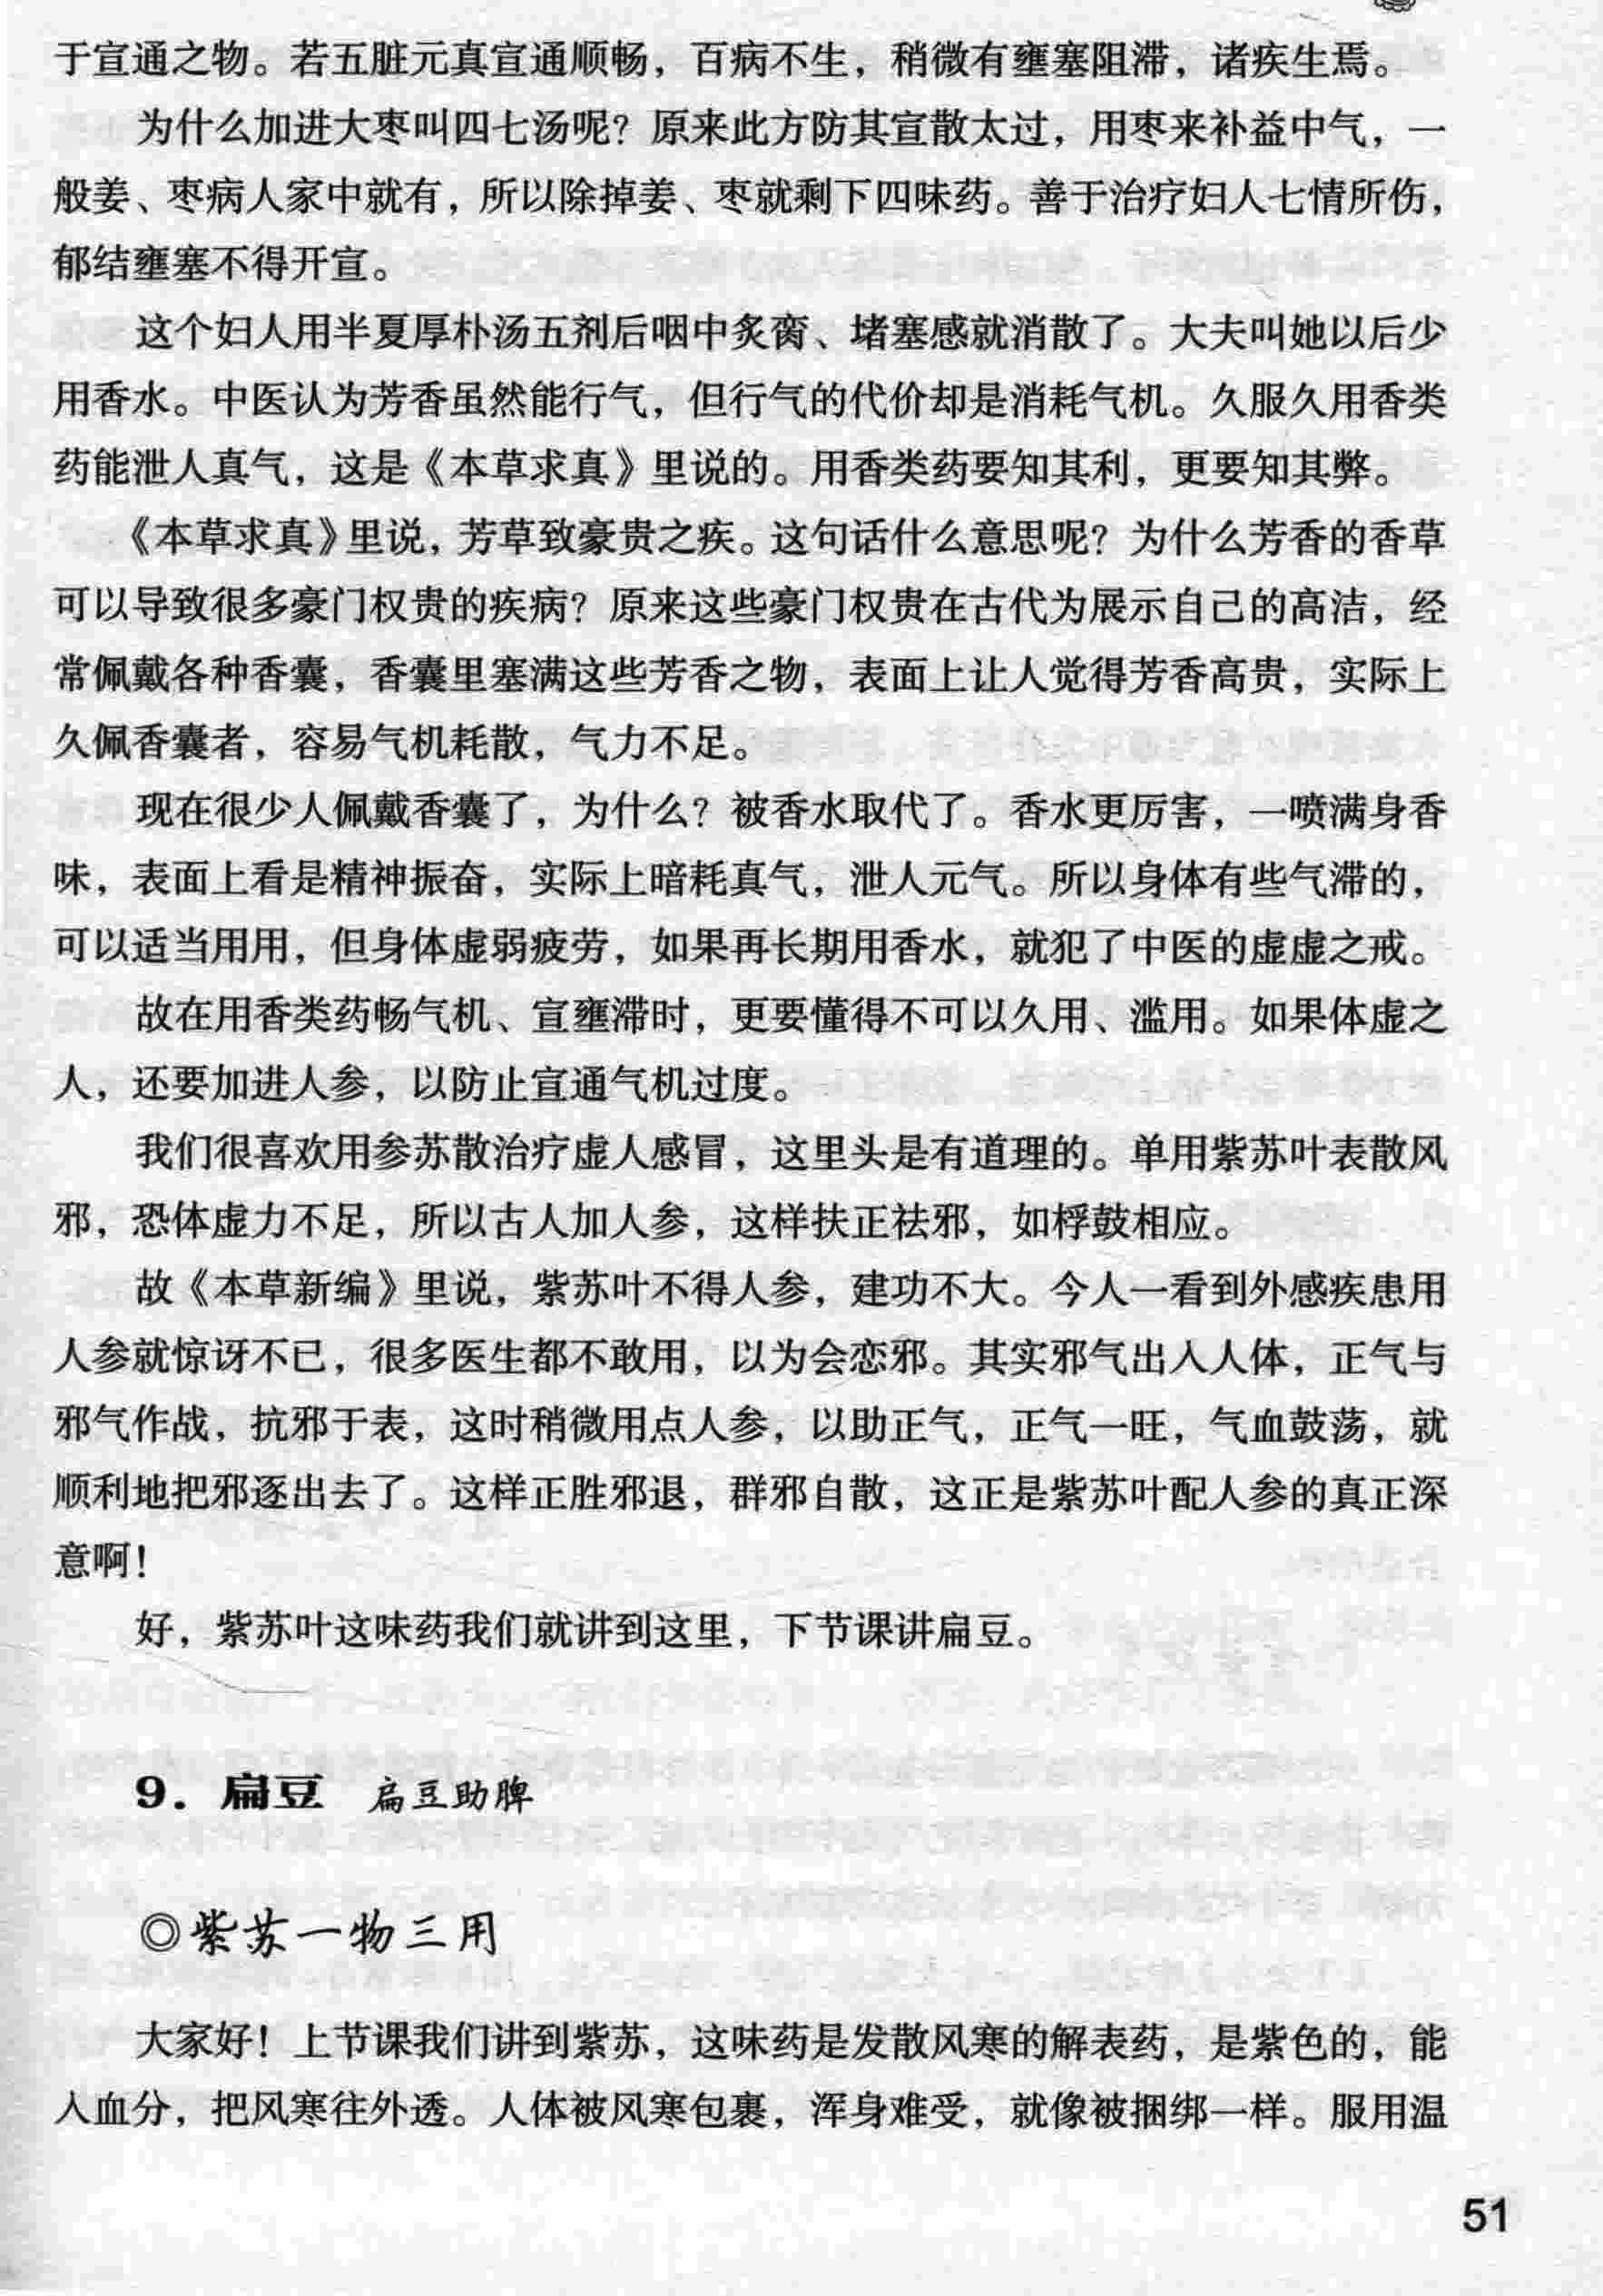 于宣通之物。若五脏元真宣通顺畅，百病不生，稍微有壅塞阻滞，诸疾生焉。
为什么加进大枣叫四七汤呢？原来此方防其宣散太过，用枣来补益中气，一
般姜、枣病人家中就有，所以除掉姜、枣就剩下四味药。善于治疗妇人七情所伤，
郁结壅塞不得开宣。
这个妇人用半夏厚朴汤五剂后咽中炙脔、堵塞感就消散了。大夫叫她以后少
用香水。中医认为芳香虽然能行气，但行气的代价却是消耗气机。久服久用香类
药能泄人真气，这是《本草求真》里说的。用香类药要知其利，更要知其弊。
《本草求真》里说，芳草致豪贵之疾。这句话什么意思呢？为什么芳香的香草
可以导致很多豪门权贵的疾病？原来这些豪门权贵在古代为展示自己的高洁，经
常佩戴各种香囊，香囊里塞满这些芳香之物，表面上让人觉得芳香高贵，实际上
久佩香囊者，容易气机耗散，气力不足。
现在很少人佩戴香囊了，为什么？被香水取代了。香水更厉害，一喷满身香
味，表面上看是精神振奋，实际上暗耗真气，泄人元气。所以身体有些气滞的，
可以适当用用，但身体虚弱疲劳，如果再长期用香水，就犯了中医的虚虚之戒。
故在用香类药畅气机、宣壅滞时，更要懂得不可以久用、滥用。如果体虚之
人，还要加进人参，以防止宣通气机过度。
我们很喜欢用参苏散治疗虚人感冒，这里头是有道理的。单用紫苏叶表散风
邪，恐体虚力不足，所以古人加人参，这样扶正祛邪，如桴鼓相应。
故《本草新编》里说，紫苏叶不得人参，建功不大。今人一看到外感疾患用
人参就惊讶不已，很多医生都不敢用，以为会恋邪。其实邪气出入人体，正气与
邪气作战，抗邪于表，这时稍微用点人参，以助正气，正气一旺，气血鼓荡，就
顺利地把邪逐出去了。这样正胜邪退，群邪自散，这正是紫苏叶配人参的真正深
意啊！
好，紫苏叶这味药我们就讲到这里，下节课讲扁豆。
9．扁豆 扁豆助脾
◎紫苏一物三用
大家好！上节课我们讲到紫苏，这味药是发散风寒的解表药，是紫色的，能
入血分，把风寒往外透。人体被风寒包裹，浑身难受，就像被捆绑一样。服用温
51